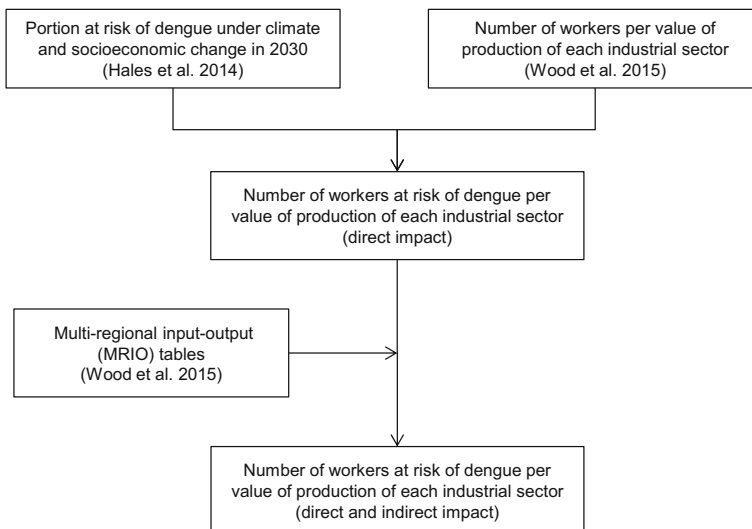 Portion at risk of dengue under climate
and socioeconomic change in 2030
(Hales et al. 2014)
Number of workers per value of
production of each industrial sector
(Wood et al. 2015)
Number of workers at risk of dengue per
value of production of each industrial sector
(direct impact)
Multi-regional input-output
(MRIO) tables
(Wood et al. 2015)
Number of workers at risk of dengue per
value of production of each industrial sector
(direct and indirect impact)